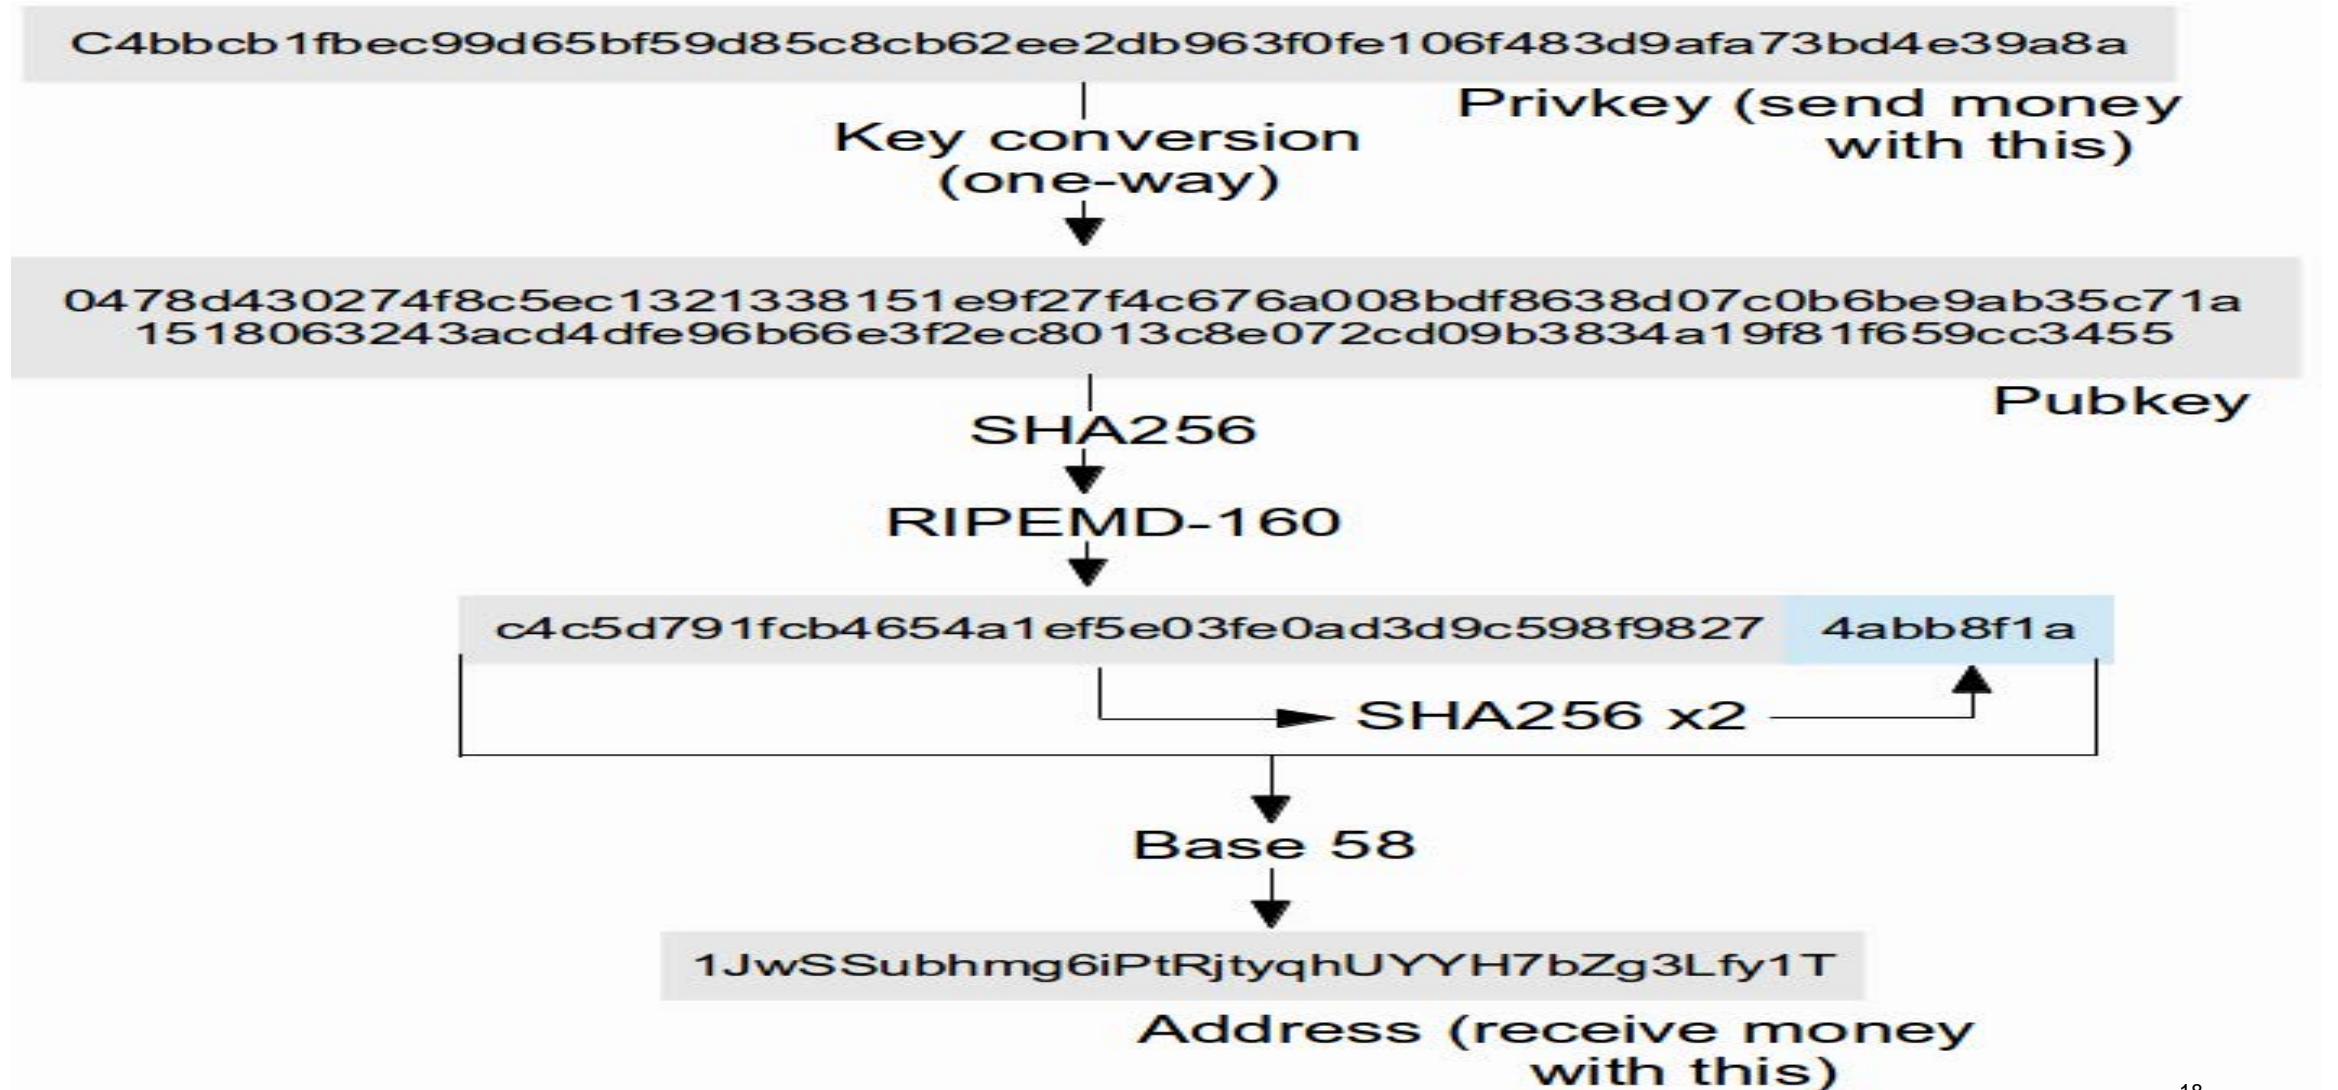 C4bbcb1fbec99d65bf59d85c8cb62ee2db963f0fe106f483d9afa73bd4e39a8a
Privkey (send money
with this)
Key conversion
(one-way)
0478d430274f8c5ec1321338151e9f27f4c676a008bdf8638d07c0b6be9ab35c71a
1518063243acd4dfe96b66e3f2ec8013c8e072cd09b3834a19f81f659cc3455
Pubkey
SHA256
RIPEMD-160
c4c5d791fcb4654a1ef5e03fe0ad3d9c598f9827 4abb8f1a
SHA256 x2
Base 58
1JwSSubhmg6iPtRjtyqhUYYH7bZg3Lfy1T
Address (receive money
with this)